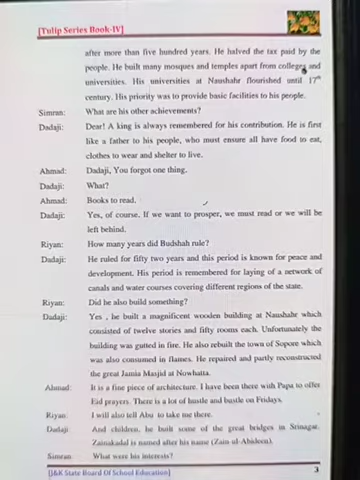 [Tulip Series Book-IV]
after more than five hundred years. He halved the tax paid by the
people. He built many mosques and temples apart from colleges and
universities. His universities at Naushahr flourished until 17th
century. His priority was to provide basic facilities to his people.
Simran: What are his other achievements?
Dadaji: Dear! A king is always remembered for his contribution. He is first
like a father to his people, who must ensure all have food to eat,
clothes to wear and shelter to live.
Ahmad: Dadaji, You forgot one thing.
Dadaji: What?
Ahmad: Books to read.
Dadaji: Yes, of course. If we want to prosper, we must read or we will be
left behind.
Riyan: How many years did Budshah rule?
Dadaji: He ruled for fifty two years and this period is known for peace and
development. His period is remembered for laying of a network of
canals and water courses covering different regions of the state.
Riyan: Did he also build something?
Dadaji: Yes , he built a magnificent wooden building at Naushahr which
consisted of twelve stories and fifty rooms each. Unfortunately the
building was gutted in fire. He also rebuilt the town of Sopore which
was also consumed in flames. He repaired and partly reconstructed
the great Jamia Masjid at Nowhatta.
Ahmad: It is a fine piece of architecture. I have been there with Papa to offer
Eid prayers. There is a lot of hustle and bustle on Fridays.
Riyan: I will also tell Abu to take me there.
Dadaji: And children, he built some of the great bridges in Srinagar.
Zainakadal is named after his name (Zain-ul-Abideen).
Simran: What were his interests?
[J&K State Board Of School Education] 3